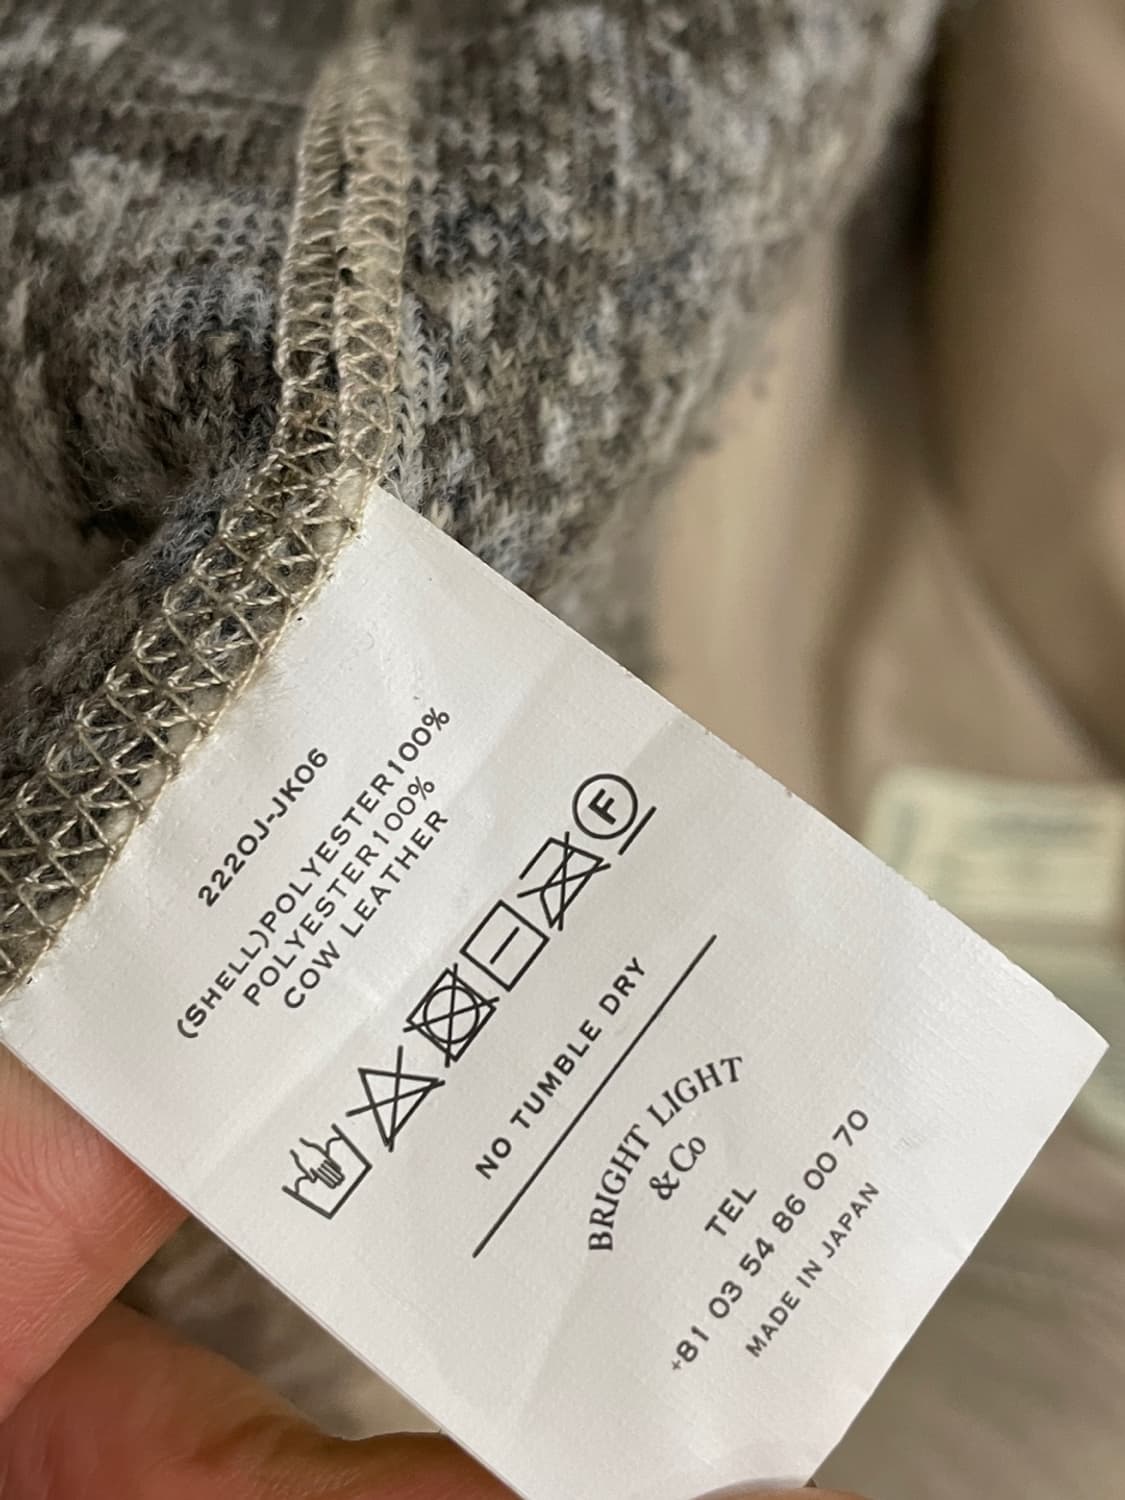 222OJ-JK06
(SHELL)POLYESTER100%
POLYESTER100%
COW LEATHER
F
NO TUMBLE DRY
BRIGHT LIGHT
& Co
TEL
+81 03 54 86 00 70
MADE IN JAPAN